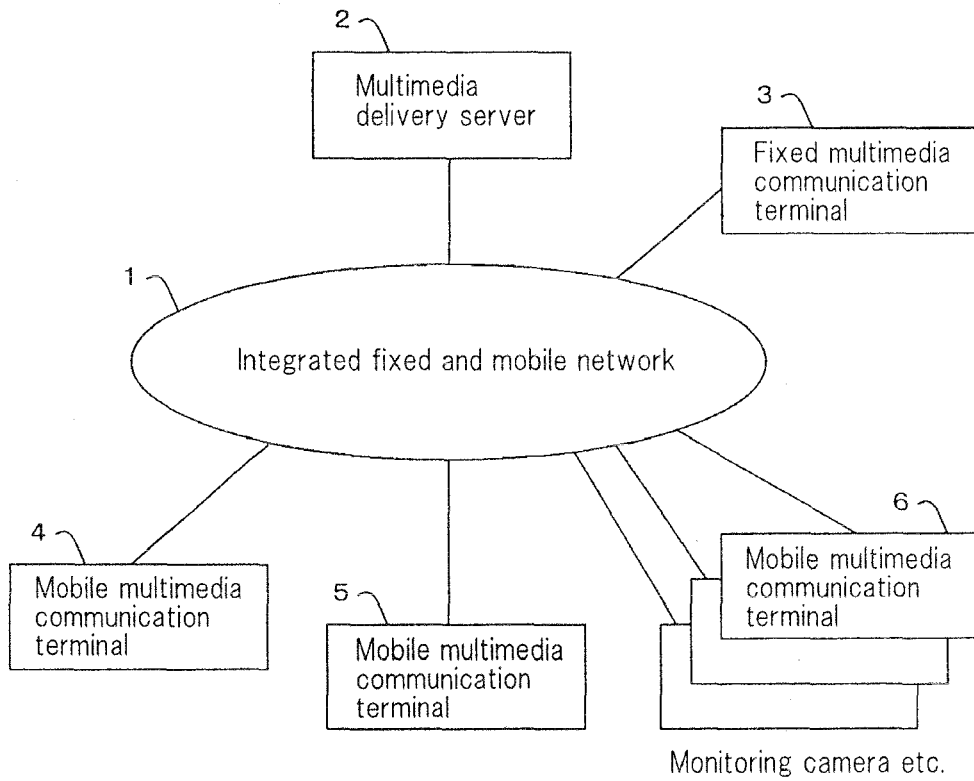 2
Multimedia
delivery server
3
Fixed multimedia
communication
terminal
1
Integrated fixed and mobile network
4
Mobile multimedia
communication
terminal
5
Mobile multimedia
communication
terminal
6
Mobile multimedia
communication
terminal
Monitoring camera etc.